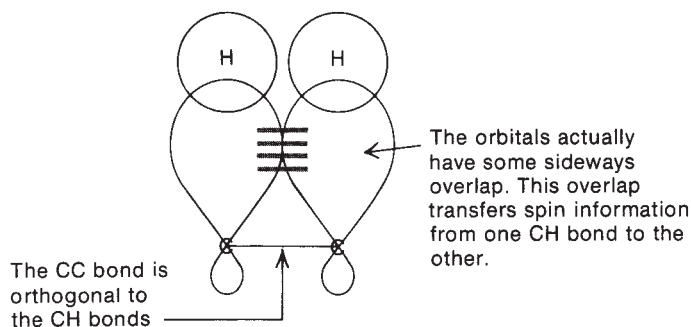 H
H
The orbitals actually
have some sideways
overlap. This overlap
transfers spin information
from one CH bond to the
other.
The CC bond is
orthogonal to
the CH bonds
C
C